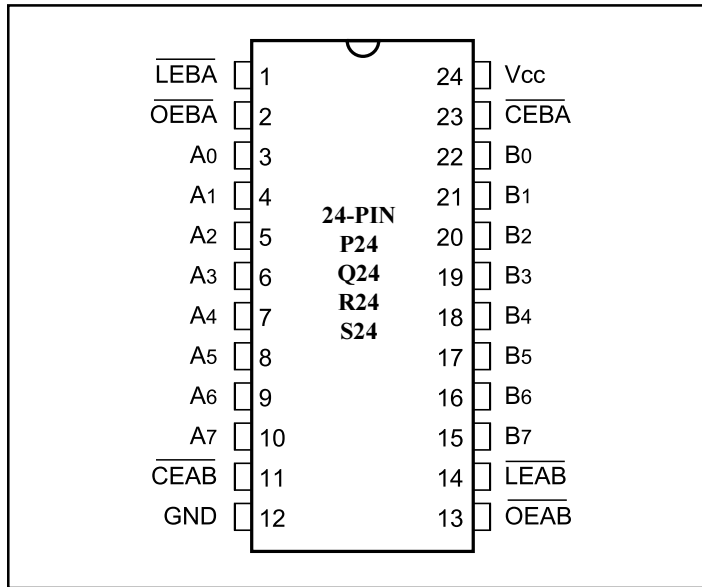 LEBA 1 24 Vcc
OEBA 2 23 CEBA
A0 3 22 B0
A1 4 21 B1
A2 5 20 B2
A3 6 19 B3
A4 7 18 B4
A5 8 17 B5
A6 9 16 B6
A7 10 15 B7
CEAB 11 14 LEAB
GND 12 13 OEAB
24-PIN
P24
Q24
R24
S24